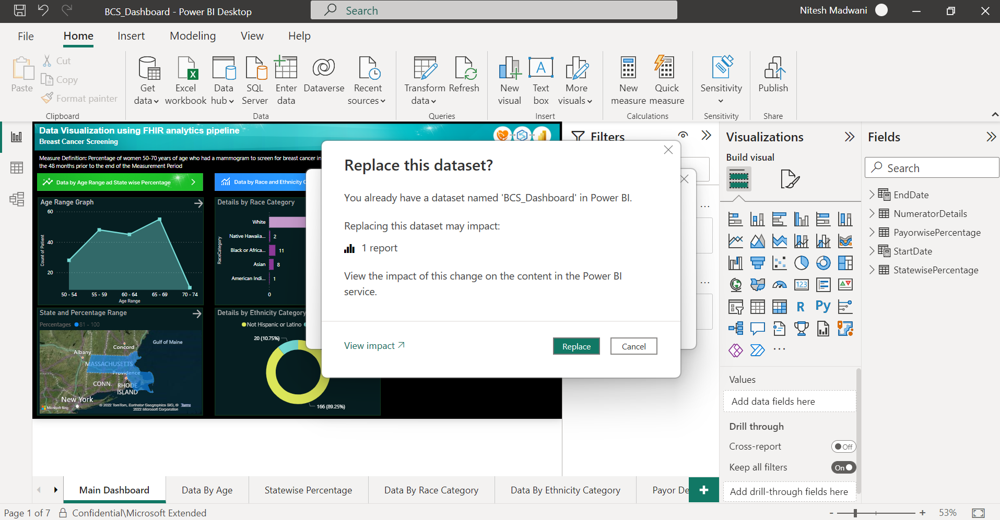 BCS_Dashboard - Power BI Desktop
Search
Nitesh Madwani
File
Home
Insert
Modeling
View
Help
Paste
Cut
Copy
Format painter
Clipboard
Get
data
Excel
workbook
Data
hub
SQL
Server
Enter
data
Dataverse
Recent
sources
Data
Transform
data
Refresh
Queries
New
visual
Text
box
More
visuals
Insert
New
measure
Quick
measure
Calculations
Sensitivity
Sensitivity
Publish
Share
Data Visualization using FHIR analytics pipeline
Breast Cancer Screening
Measure Definition: Percentage of women 50-70 years of age who had a mammogram to screen for breast cancer in
the 48 months prior to the end of the Measurement Period
Data by Age Range ad State wise Percentage
Data by Race and Ethnicity C
Age Range Graph
Count of Patient
60
40
20
50 - 54
55 - 59
60 - 64
65 - 69
70 - 74
Age Range
Details by Race Category
RaceCategory
White
Native Hawaiia...
2
Black or Africa...
11
Asian
8
American Indi...
1
0
State and Percentage Range
Percentages
81 - 100
Gulf of Maine
Concord
Albany
MASSACHUSETTS
Providence
CONN.
RHODE
ISLAND
New York
Microsoft Bing
© 2022 TomTom, Earthstar Geographics SIO, ©
2022 Microsoft Corporation
Terms
Details by Ethnicity Category
Not Hispanic or Latino
20 (10.75%)
166 (89.25%)
Replace this dataset?
You already have a dataset named 'BCS_Dashboard' in Power BI.
Replacing this dataset may impact:
1 report
View the impact of this change on the content in the Power BI
service.
View impact
Replace
Cancel
Filters
...
...
Visualizations
Build visual
123
R
Py
...
Values
Add data fields here
Drill through
Cross-report
Off
Keep all filters
On
Add drill-through fields here
Fields
Search
EndDate
NumeratorDetails
PayorwisePercentage
StartDate
StatewisePercentage
Main Dashboard
Data By Age
Statewise Percentage
Data By Race Category
Data By Ethnicity Category
Payor De
+
Page 1 of 7
Confidential\Microsoft Extended
-
+
53%